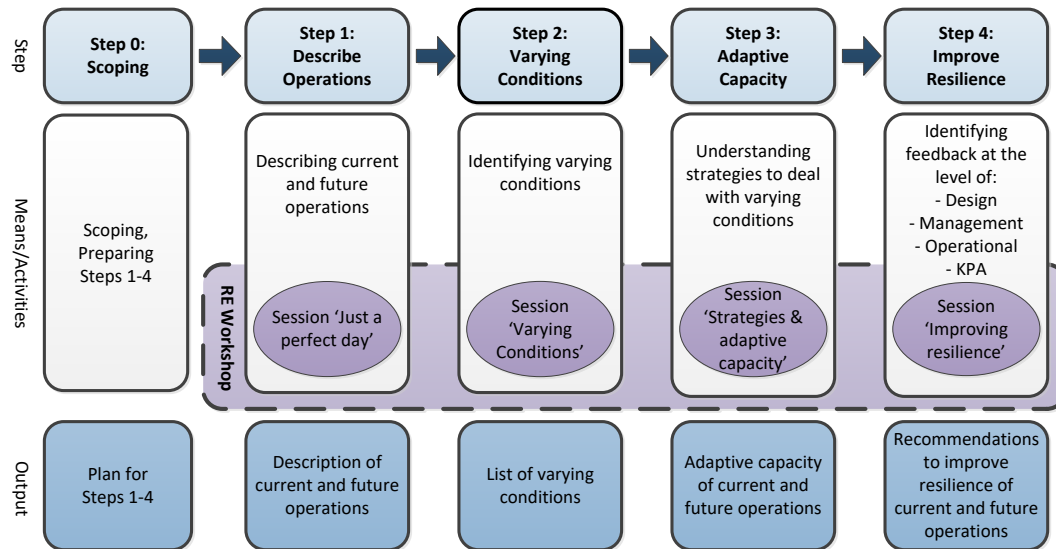 Step
Step 0:
Scoping
Step 1:
Describe
Operations
Step 2:
Varying
Conditions
Step 3:
Adaptive
Capacity
Step 4:
Improve
Resilience
Means/Activities
Scoping,
Preparing
Steps 1-4
Describing current
and future
operations
Identifying varying
conditions
Understanding
strategies to deal
with varying
conditions
Identifying
feedback at the
level of:
- Design
- Management
- Operational
- KPA
RE Workshop
Session ‘Just a
perfect day’
Session
‘Varying
Conditions’
Session
‘Strategies &
adaptive
capacity’
Session
‘Improving
resilience’
Output
Plan for
Steps 1-4
Description of
current and future
operations
List of varying
conditions
Adaptive capacity
of current and
future operations
Recommendations
to improve
resilience of
current and future
operations